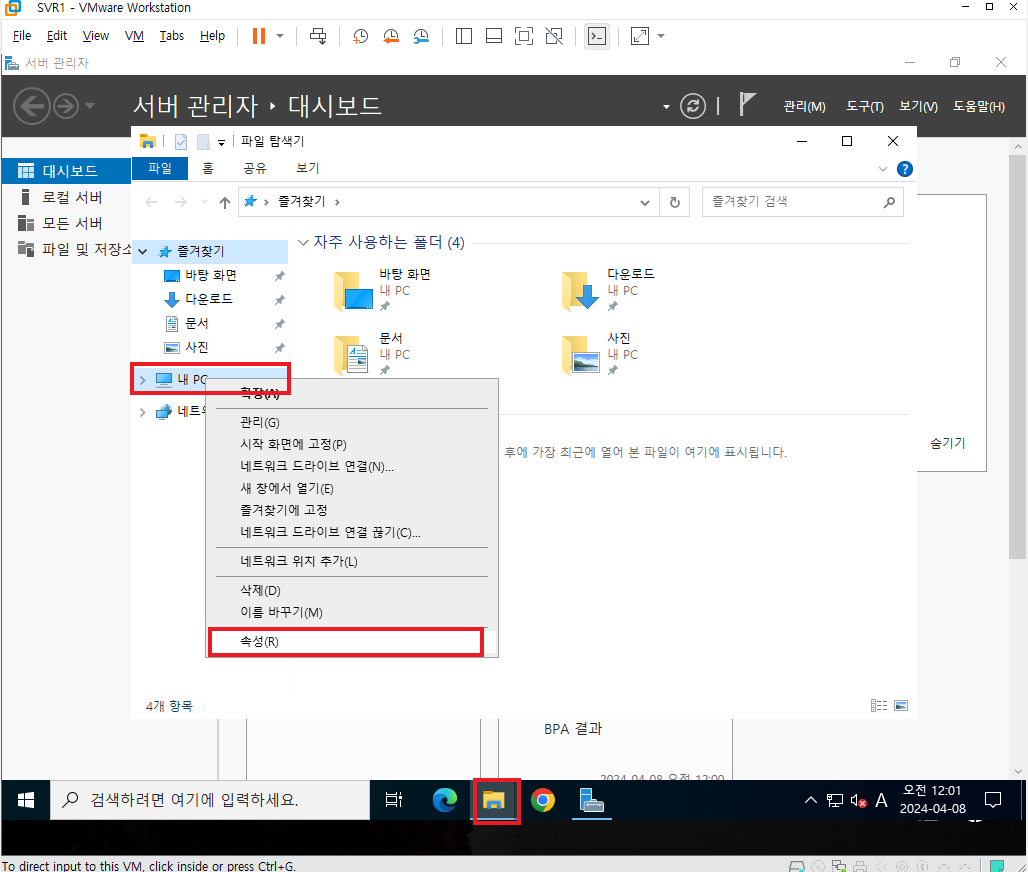 SVR1 - VMware Workstation
File Edit View VM Tabs Help
서버 관리자
서버 관리자 대시보드
관리(M) 도구(T) 보기(V) 도움말(H)
파일 탐색기
파일 홈 공유 보기
즐겨찾기
즐겨찾기 검색
대시보드
로컬 서버
모든 서버
파일 및 저장소
즐겨찾기
바탕 화면
다운로드
문서
사진
내 PC
자주 사용하는 폴더 (4)
바탕 화면
내 PC
다운로드
내 PC
문서
내 PC
사진
내 PC
확장(A)
관리(G)
시작 화면에 고정(P)
네트워크 드라이브 연결(N)...
새 창에서 열기(E)
즐겨찾기에 고정
네트워크 드라이브 연결 끊기(C)...
네트워크 위치 추가(L)
삭제(D)
이름 바꾸기(M)
속성(R)
후에 가장 최근에 열어 본 파일이 여기에 표시됩니다.
숨기기
4개 항목
BPA 결과
2024-04-08 오전 12:00
검색하려면 여기에 입력하세요.
A
오전 12:01
2024-04-08
To direct input to this VM, click inside or press Ctrl+G.